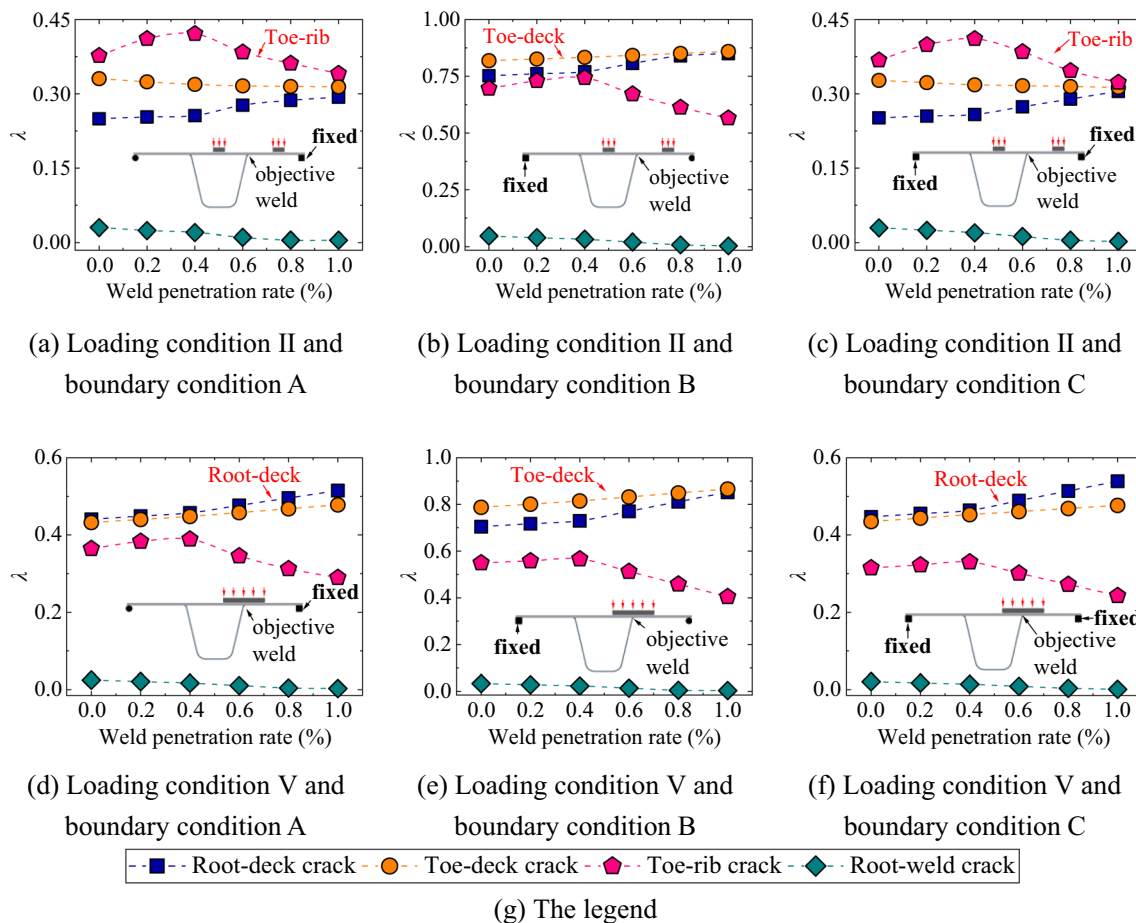 0.45
0.30
0.15
0.00
λ
Toe-rib
fixed
objective
weld
0.0 0.2 0.4 0.6 0.8 1.0
Weld penetration rate (%)
(a) Loading condition II and
boundary condition A
1.00
0.75
0.50
0.25
0.00
λ
Toe-deck
fixed
objective
weld
0.0 0.2 0.4 0.6 0.8 1.0
Weld penetration rate (%)
(b) Loading condition II and
boundary condition B
0.45
0.30
0.15
0.00
λ
Toe-rib
fixed
fixed
objective
weld
0.0 0.2 0.4 0.6 0.8 1.0
Weld penetration rate (%)
(c) Loading condition II and
boundary condition C
0.6
0.4
0.2
0.0
λ
Root-deck
fixed
objective
weld
0.0 0.2 0.4 0.6 0.8 1.0
Weld penetration rate (%)
(d) Loading condition V and
boundary condition A
1.0
0.8
0.6
0.4
0.2
0.0
λ
Toe-deck
fixed
objective
weld
0.0 0.2 0.4 0.6 0.8 1.0
Weld penetration rate (%)
(e) Loading condition V and
boundary condition B
0.6
0.4
0.2
0.0
λ
Root-deck
fixed
fixed
objective
weld
0.0 0.2 0.4 0.6 0.8 1.0
Weld penetration rate (%)
(f) Loading condition V and
boundary condition C
Root-deck crack Toe-deck crack Toe-rib crack Root-weld crack
(g) The legend